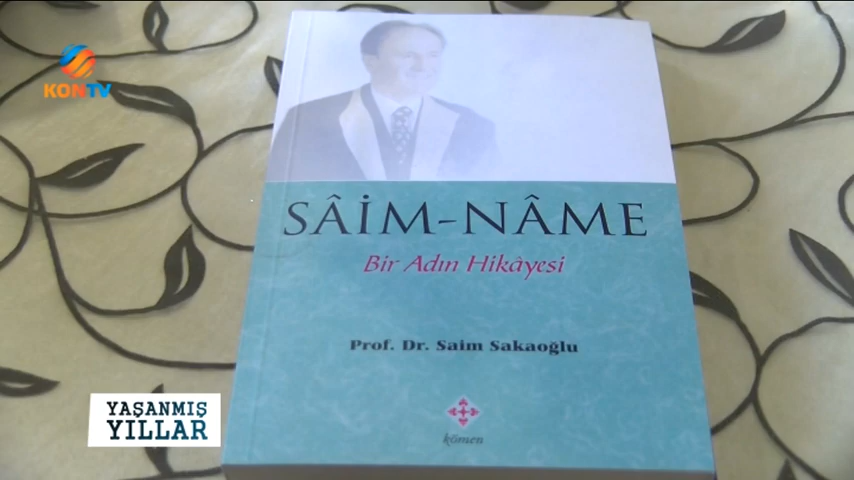 KONTV
SÂİM-NÂME
Bir Adın Hikâyesi
Prof. Dr. Saim Sakaoğlu
kömen
YAŞANMIŞ
YILLAR